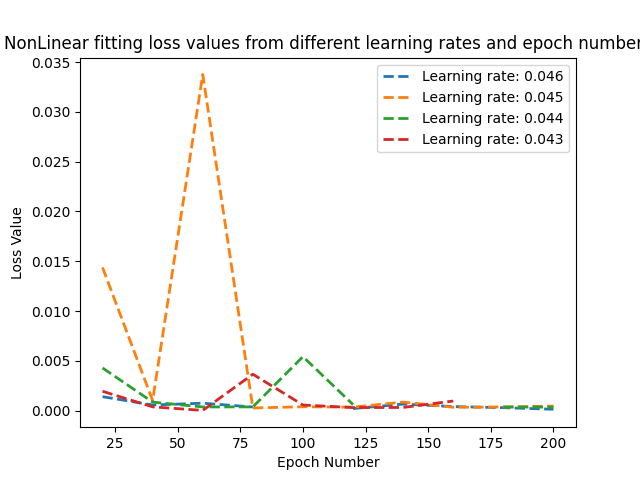 NonLinear fitting loss values from different learning rates and epoch number
Learning rate: 0.046
Learning rate: 0.045
Learning rate: 0.044
Learning rate: 0.043
0.035
0.030
0.025
0.020
0.015
0.010
0.005
0.000
Loss Value
25 50 75 100 125 150 175 200
Epoch Number